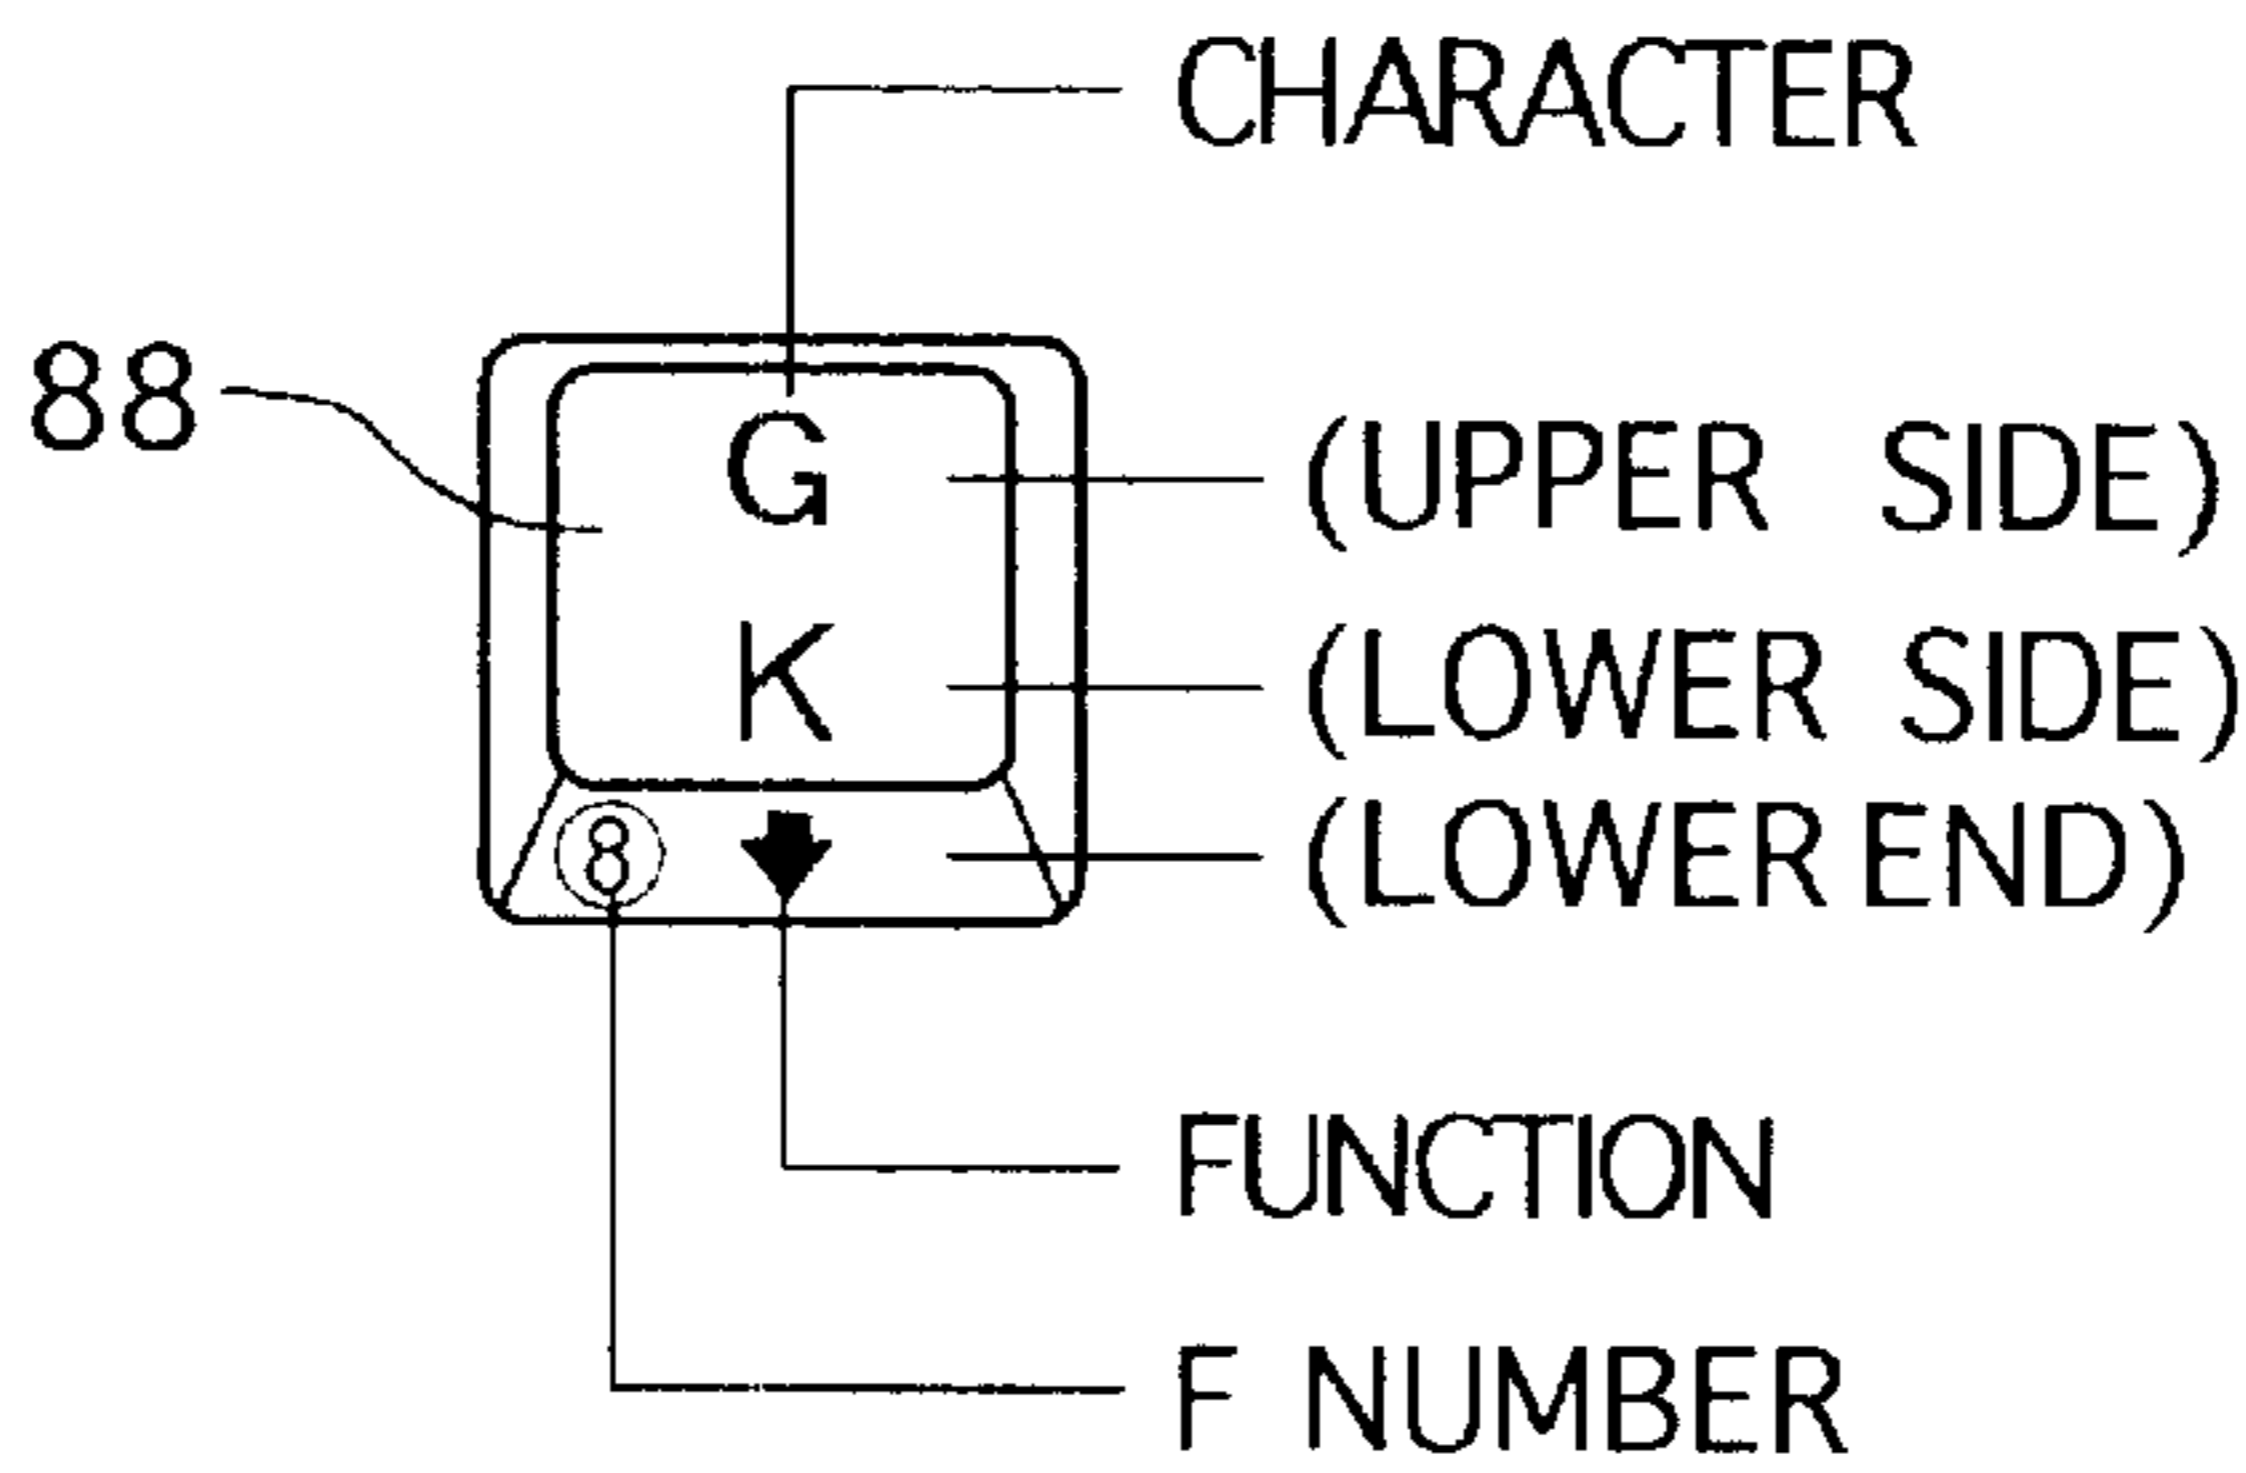 CHARACTER
88
G
(UPPER SIDE)
K
(LOWER SIDE)
8
(LOWER END)
FUNCTION
F NUMBER